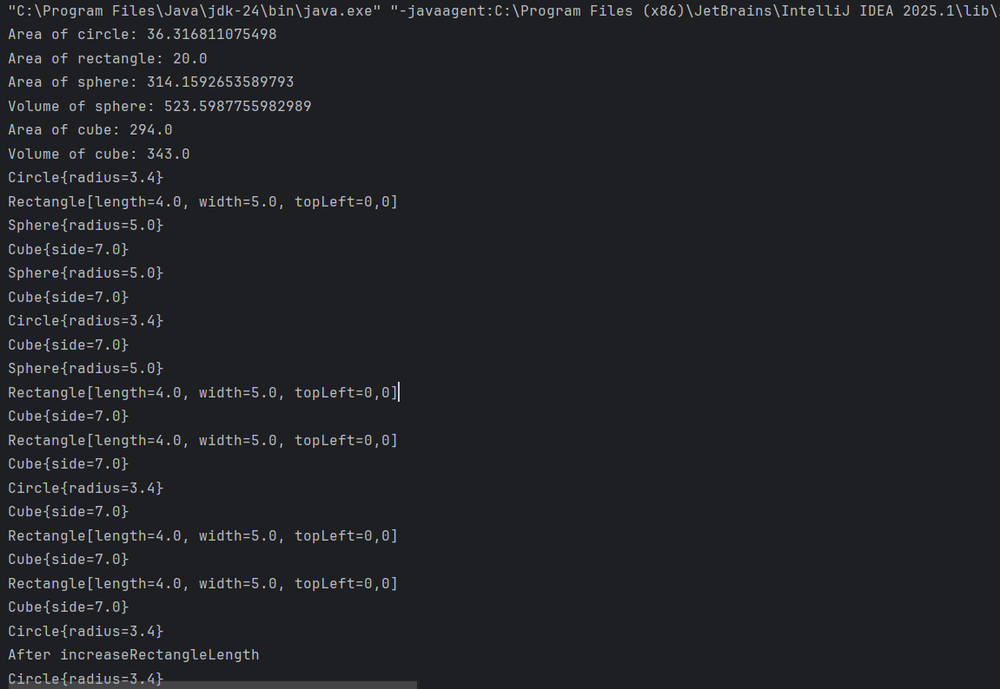 "C:\Program Files\Java\jdk-24\bin\java.exe" "-javaagent:C:\Program Files (x86)\JetBrains\IntelliJ IDEA 2025.1\lib\
Area of circle: 36.316811075498
Area of rectangle: 20.0
Area of sphere: 314.1592653589793
Volume of sphere: 523.5987755982989
Area of cube: 294.0
Volume of cube: 343.0
Circle{radius=3.4}
Rectangle[length=4.0, width=5.0, topLeft=0,0]
Sphere{radius=5.0}
Cube{side=7.0}
Sphere{radius=5.0}
Cube{side=7.0}
Circle{radius=3.4}
Cube{side=7.0}
Sphere{radius=5.0}
Rectangle[length=4.0, width=5.0, topLeft=0,0]
Cube{side=7.0}
Rectangle[length=4.0, width=5.0, topLeft=0,0]
Cube{side=7.0}
Circle{radius=3.4}
Cube{side=7.0}
Rectangle[length=4.0, width=5.0, topLeft=0,0]
Cube{side=7.0}
Rectangle[length=4.0, width=5.0, topLeft=0,0]
Cube{side=7.0}
Circle{radius=3.4}
After increaseRectangleLength
Circle{radius=3.4}